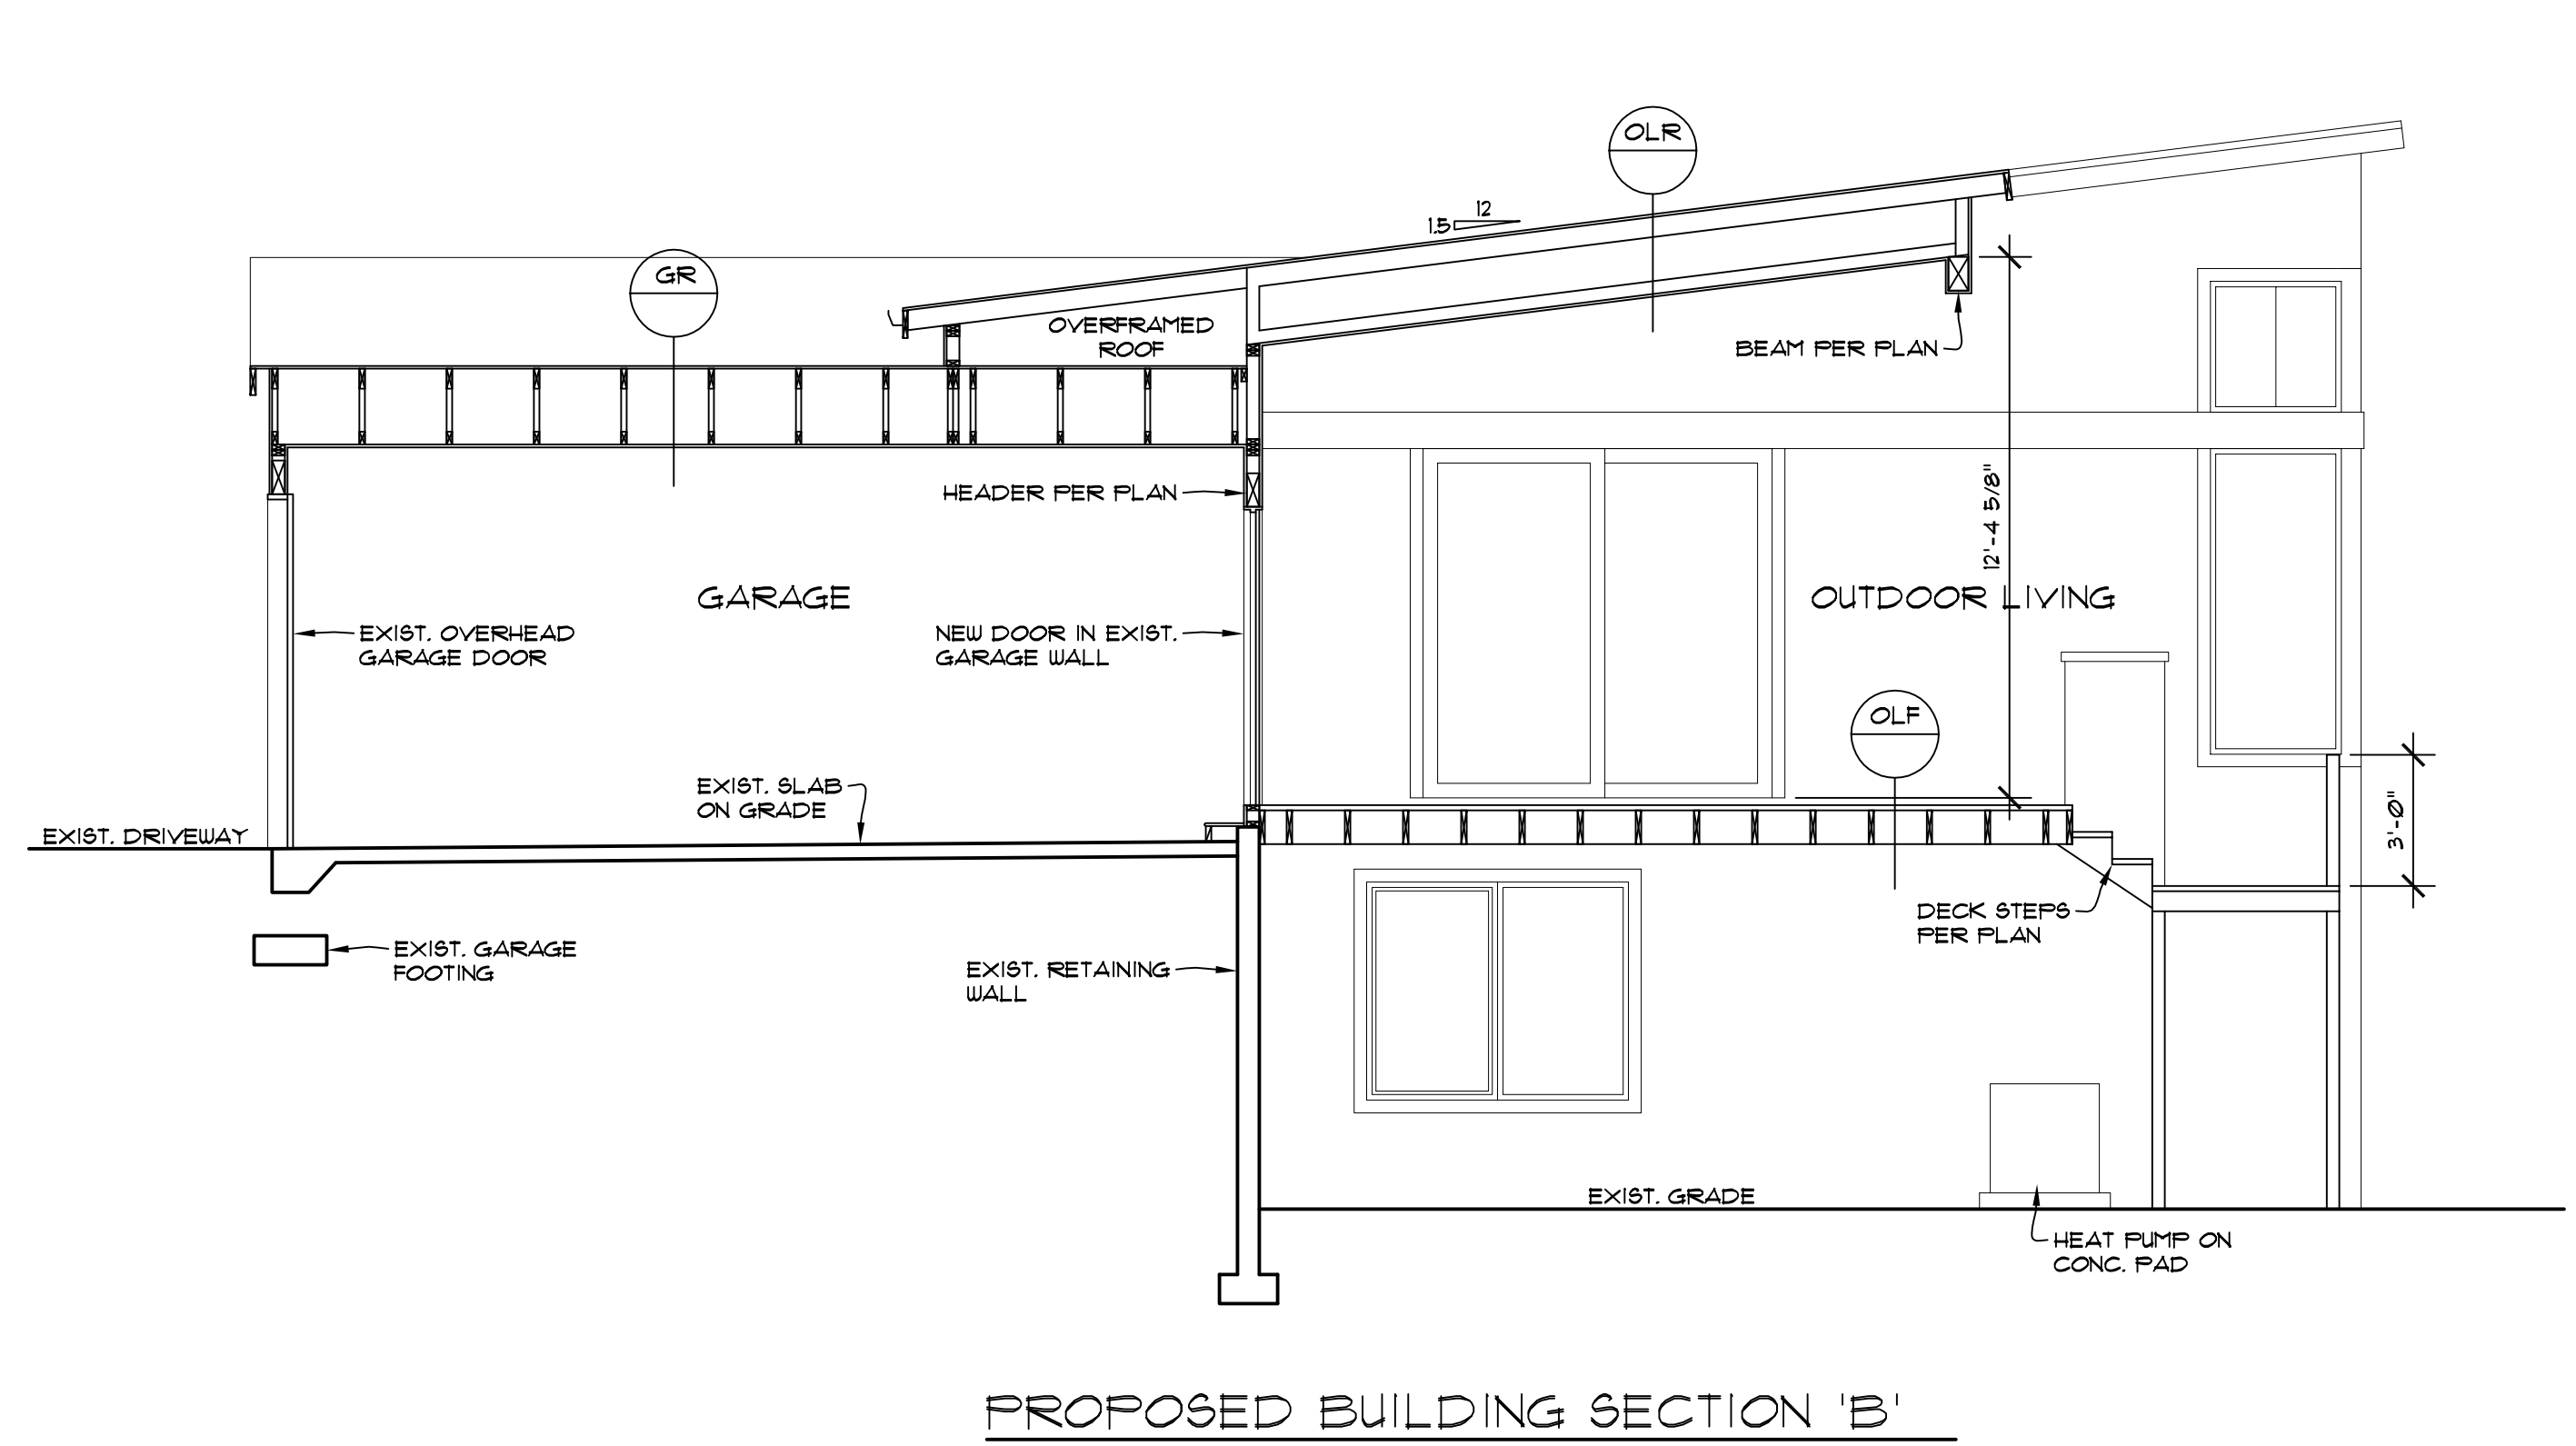 OLR
12
1.5
GR
OVERFRAMED
ROOF
BEAM PER PLAN
HEADER PER PLAN
12'-4 5/8"
GARAGE
OUTDOOR LIVING
EXIST. OVERHEAD
GARAGE DOOR
NEW DOOR IN EXIST.
GARAGE WALL
OLF
EXIST. SLAB
ON GRADE
3'-0"
EXIST. DRIVEWAY
DECK STEPS
PER PLAN
EXIST. GARAGE
FOOTING
EXIST. RETAINING
WALL
EXIST. GRADE
HEAT PUMP ON
CONC. PAD
PROPOSED BUILDING SECTION 'B'